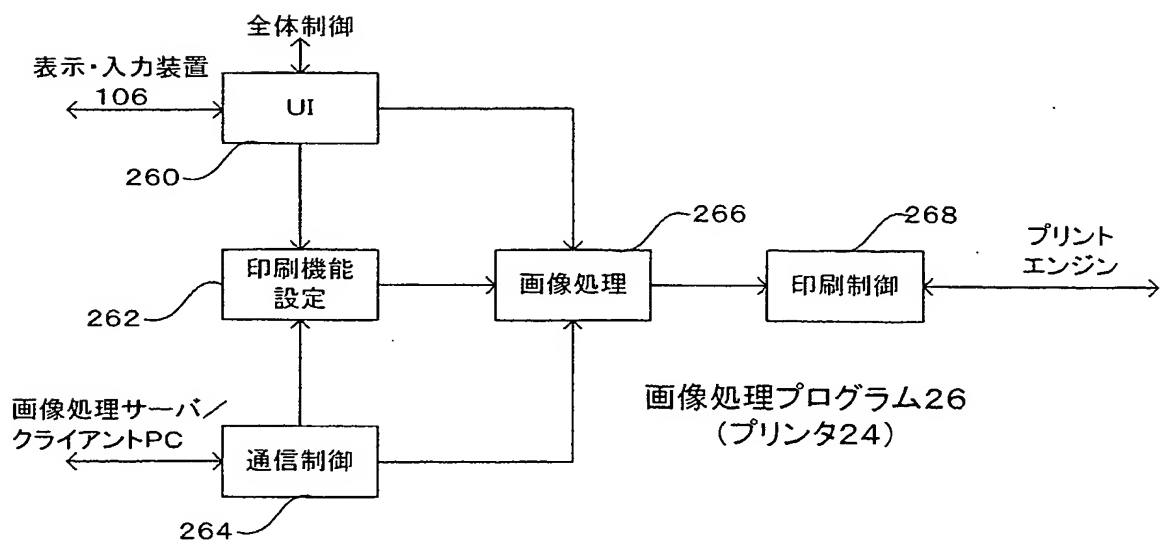 全体制御
表示・入力装置
106
UI
260
266
268
プリント
エンジン
印刷機能
設定
画像処理
印刷制御
262
画像処理サーバ/
クライアントPC
画像処理プログラム26
(プリンタ24)
通信制御
264